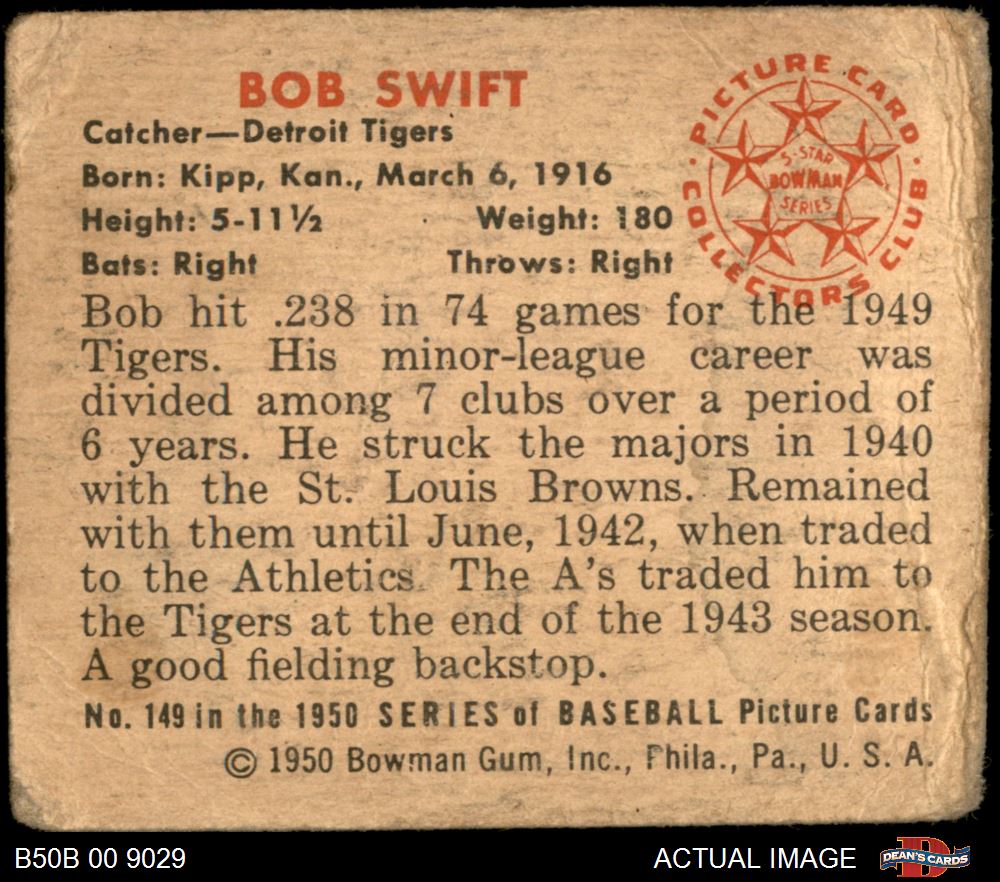 BOB SWIFT
Catcher—Detroit Tigers
Born: Kipp, Kan., March 6, 1916
Height: 5-11½ Weight: 180
Bats: Right Throws: Right
· PICTURE CARD ·
COLLECTORS CLUB
5-STAR
BOWMAN
SERIES
Bob hit .238 in 74 games for the 1949
Tigers. His minor-league career was
divided among 7 clubs over a period of
6 years. He struck the majors in 1940
with the St. Louis Browns. Remained
with them until June, 1942, when traded
to the Athletics. The A's traded him to
the Tigers at the end of the 1943 season.
A good fielding backstop.
No. 149 in the 1950 SERIES of BASEBALL Picture Cards
© 1950 Bowman Gum, Inc., Phila., Pa., U. S. A.
B50B 00 9029
ACTUAL IMAGE
DEAN'S CARDS